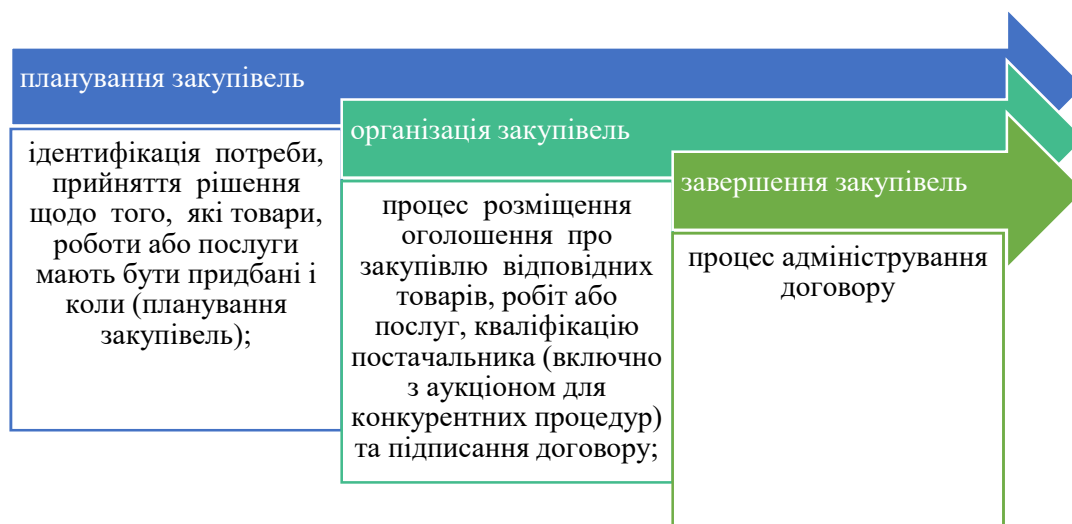 планування закупівель
ідентифікація потреби,
прийняття рішення
щодо того, які товари,
роботи або послуги
мають бути придбані і
коли (планування
закупівель);
організація закупівель
процес розміщення
оголошення про
закупівлю відповідних
товарів, робіт або
послуг, кваліфікацію
постачальника (включно
з аукціоном для
конкурентних процедур)
та підписання договору;
завершення закупівель
процес адміністрування
договору